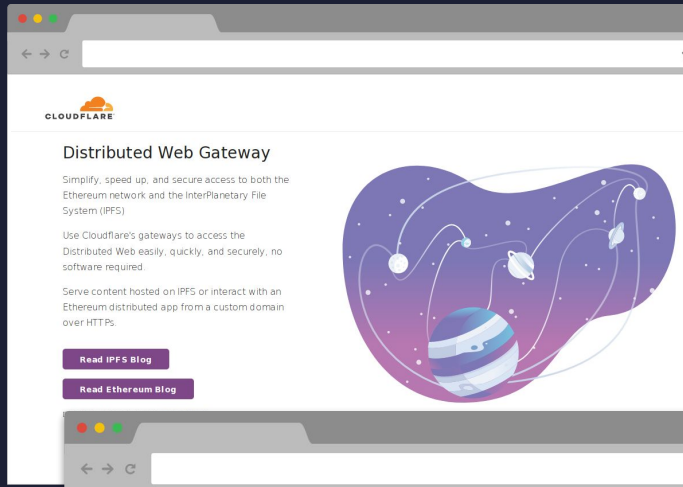 CLOUDFLARE
Distributed Web Gateway
Simplify, speed up, and secure access to both the
Ethereum network and the InterPlanetary File
System (IPFS)
Use Cloudflare's gateways to access the
Distributed Web easily, quickly, and securely, no
software required.
Serve content hosted on IPFS or interact with an
Ethereum distributed app from a custom domain
over HTTPs.
Read IPFS Blog
Read Ethereum Blog